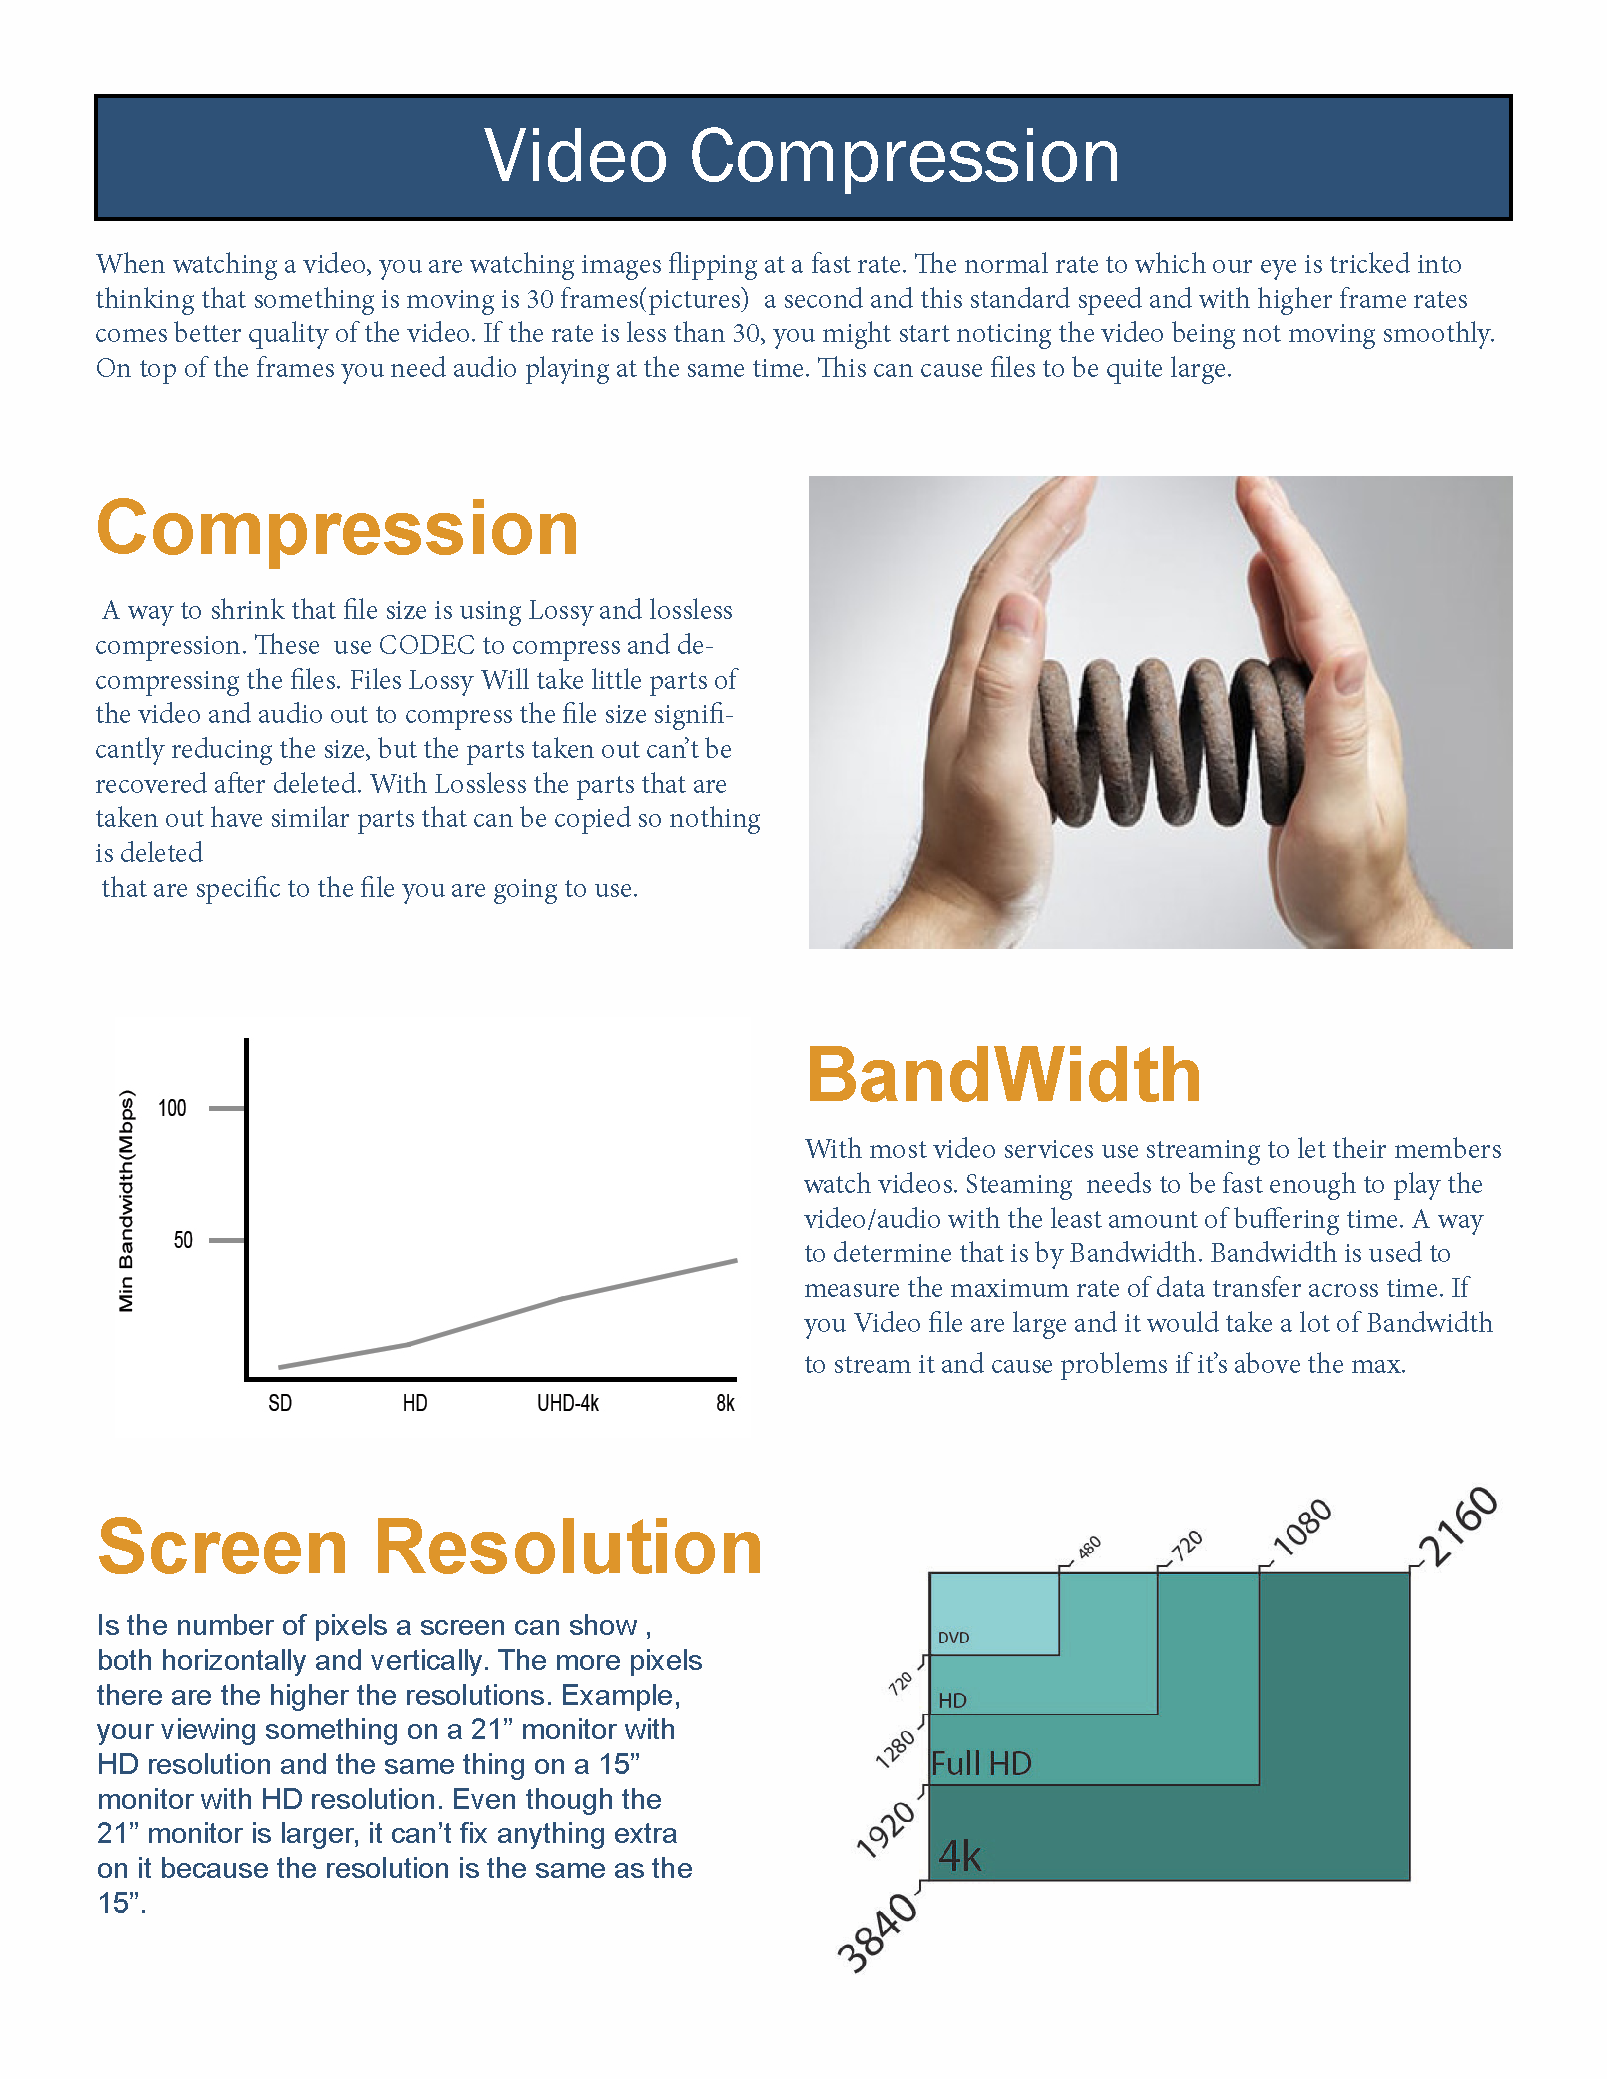 Video Compression
When watching a video, you are watching images flipping at a fast rate. The normal rate to which our eye is tricked into
thinking that something is moving is 30 frames(pictures)  a second and this standard speed and with higher frame rates
comes better quality of the video. If the rate is less than 30, you might start noticing the video being not moving smoothly.
On top of the frames you need audio playing at the same time. This can cause files to be quite large.
Compression
A way to shrink that file size is using Lossy and lossless
compression. These  use CODEC to compress and de-
compressing the files. Files Lossy Will take little parts of
the video and audio out to compress the file size signifi-
cantly reducing the size, but the parts taken out can’t be
recovered after deleted. With Lossless the parts that are
taken out have similar parts that can be copied so nothing
is deleted
that are specific to the file you are going to use.
Min Bandwidth(Mbps)
100
50
SD
HD
UHD-4k
8k
BandWidth
With most video services use streaming to let their members
watch videos. Steaming  needs to be fast enough to play the
video/audio with the least amount of buffering time. A way
to determine that is by Bandwidth. Bandwidth is used to
measure the maximum rate of data transfer across time. If
you Video file are large and it would take a lot of Bandwidth
to stream it and cause problems if it’s above the max.
Screen Resolution
Is the number of pixels a screen can show ,
both horizontally and vertically. The more pixels
there are the higher the resolutions. Example,
your viewing something on a 21” monitor with
HD resolution and the same thing on a 15”
monitor with HD resolution. Even though the
21” monitor is larger, it can’t fix anything extra
on it because the resolution is the same as the
15”.
480
720
1080
2160
DVD
720
HD
1280
Full HD
1920
4k
3840